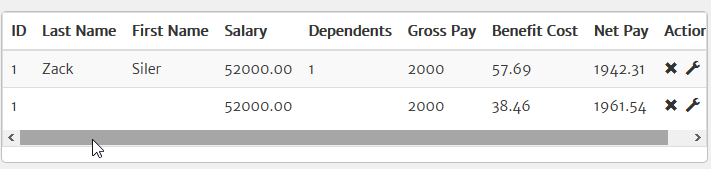 ID Last Name First Name Salary Dependents Gross Pay Benefit Cost Net Pay Action
1 Zack Siler 52000.00 1 2000 57.69 1942.31
1 52000.00 2000 38.46 1961.54